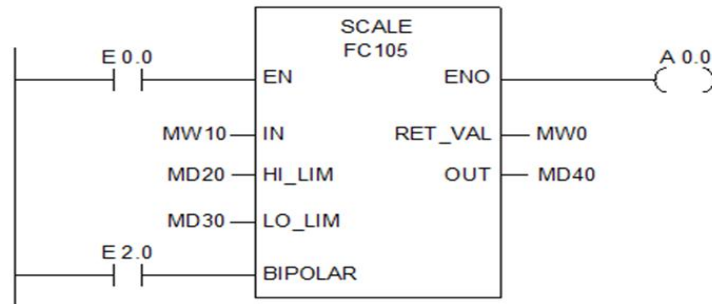 SCALE
FC105
E 0.0
EN ENO
A 0.0
MW10 IN RET_VAL MW0
MD20 HI_LIM OUT MD40
MD30 LO_LIM
E 2.0
BIPOLAR